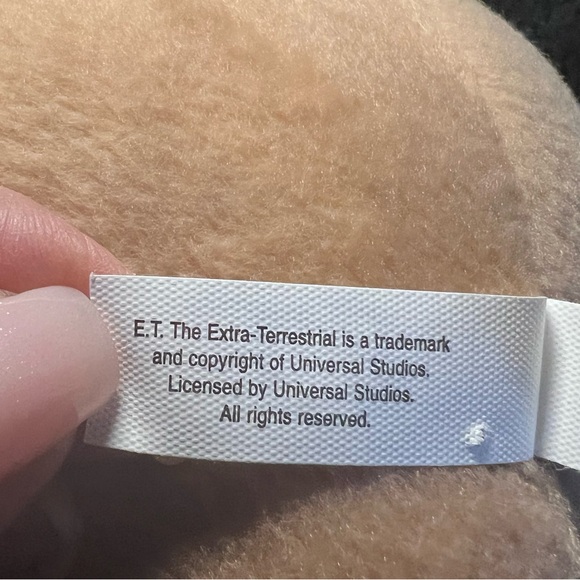 E.T. The Extra-Terrestrial is a trademark
and copyright of Universal Studios.
Licensed by Universal Studios.
All rights reserved.